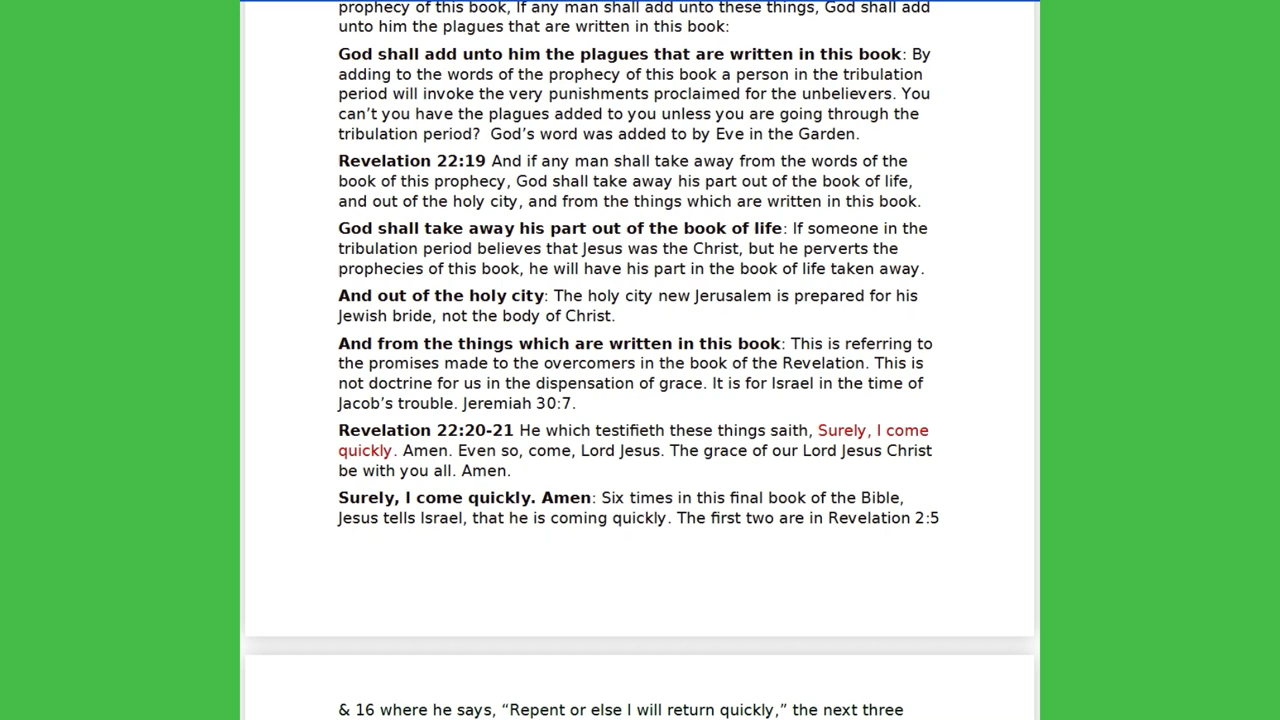 prophecy of this book, If any man shall add unto these things, God shall add
unto him the plagues that are written in this book:
God shall add unto him the plagues that are written in this book: By
adding to the words of the prophecy of this book a person in the tribulation
period will invoke the very punishments proclaimed for the unbelievers. You
can’t you have the plagues added to you unless you are going through the
tribulation period?  God’s word was added to by Eve in the Garden.
Revelation 22:19 And if any man shall take away from the words of the
book of this prophecy, God shall take away his part out of the book of life,
and out of the holy city, and from the things which are written in this book.
God shall take away his part out of the book of life: If someone in the
tribulation period believes that Jesus was the Christ, but he perverts the
prophecies of this book, he will have his part in the book of life taken away.
And out of the holy city: The holy city new Jerusalem is prepared for his
Jewish bride, not the body of Christ.
And from the things which are written in this book: This is referring to
the promises made to the overcomers in the book of the Revelation. This is
not doctrine for us in the dispensation of grace. It is for Israel in the time of
Jacob’s trouble. Jeremiah 30:7.
Revelation 22:20-21 He which testifieth these things saith, Surely, I come
quickly. Amen. Even so, come, Lord Jesus. The grace of our Lord Jesus Christ
be with you all. Amen.
Surely, I come quickly. Amen: Six times in this final book of the Bible,
Jesus tells Israel, that he is coming quickly. The first two are in Revelation 2:5
& 16 where he says, “Repent or else I will return quickly,” the next three